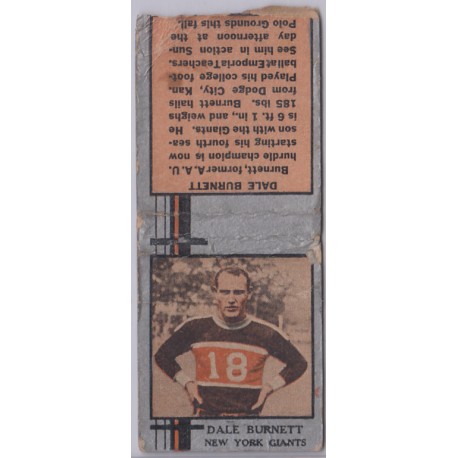 DALE BURNETT
Burnett, former A.A.U.
hurdle champion is now
starting his fourth sea-
son with the Giants. He
is 6 ft. 1 in., and weighs
185 lbs. Burnett hails
from Dodge City, Kan.
Played his college foot-
ball at Emporia Teachers.
See him in action Sun-
day afternoon at the
Polo Grounds this fall.
18
DALE BURNETT
NEW YORK GIANTS